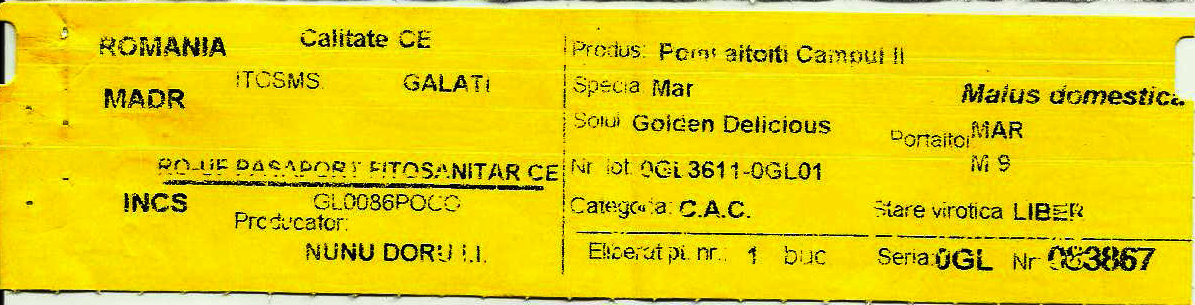 ROMANIA
Calitate CE
MADR
ITCSMS.
GALATI
RO-UE PASAPORT FITOSANITAR CE
INCS
Producator:
NUNU DORU I.I.
Produs: Pomi altoiti Campul II
Specia Mar
Malus domestica
Soiul Golden Delicious
Portaltoi MAR
M 9
Nr lot 0GL3611-0GL01
Categoria: C.A.C.
Stare virotica LIBER
Eliberat pt. nr.: 1 buc
Seria:0GL Nr 083867